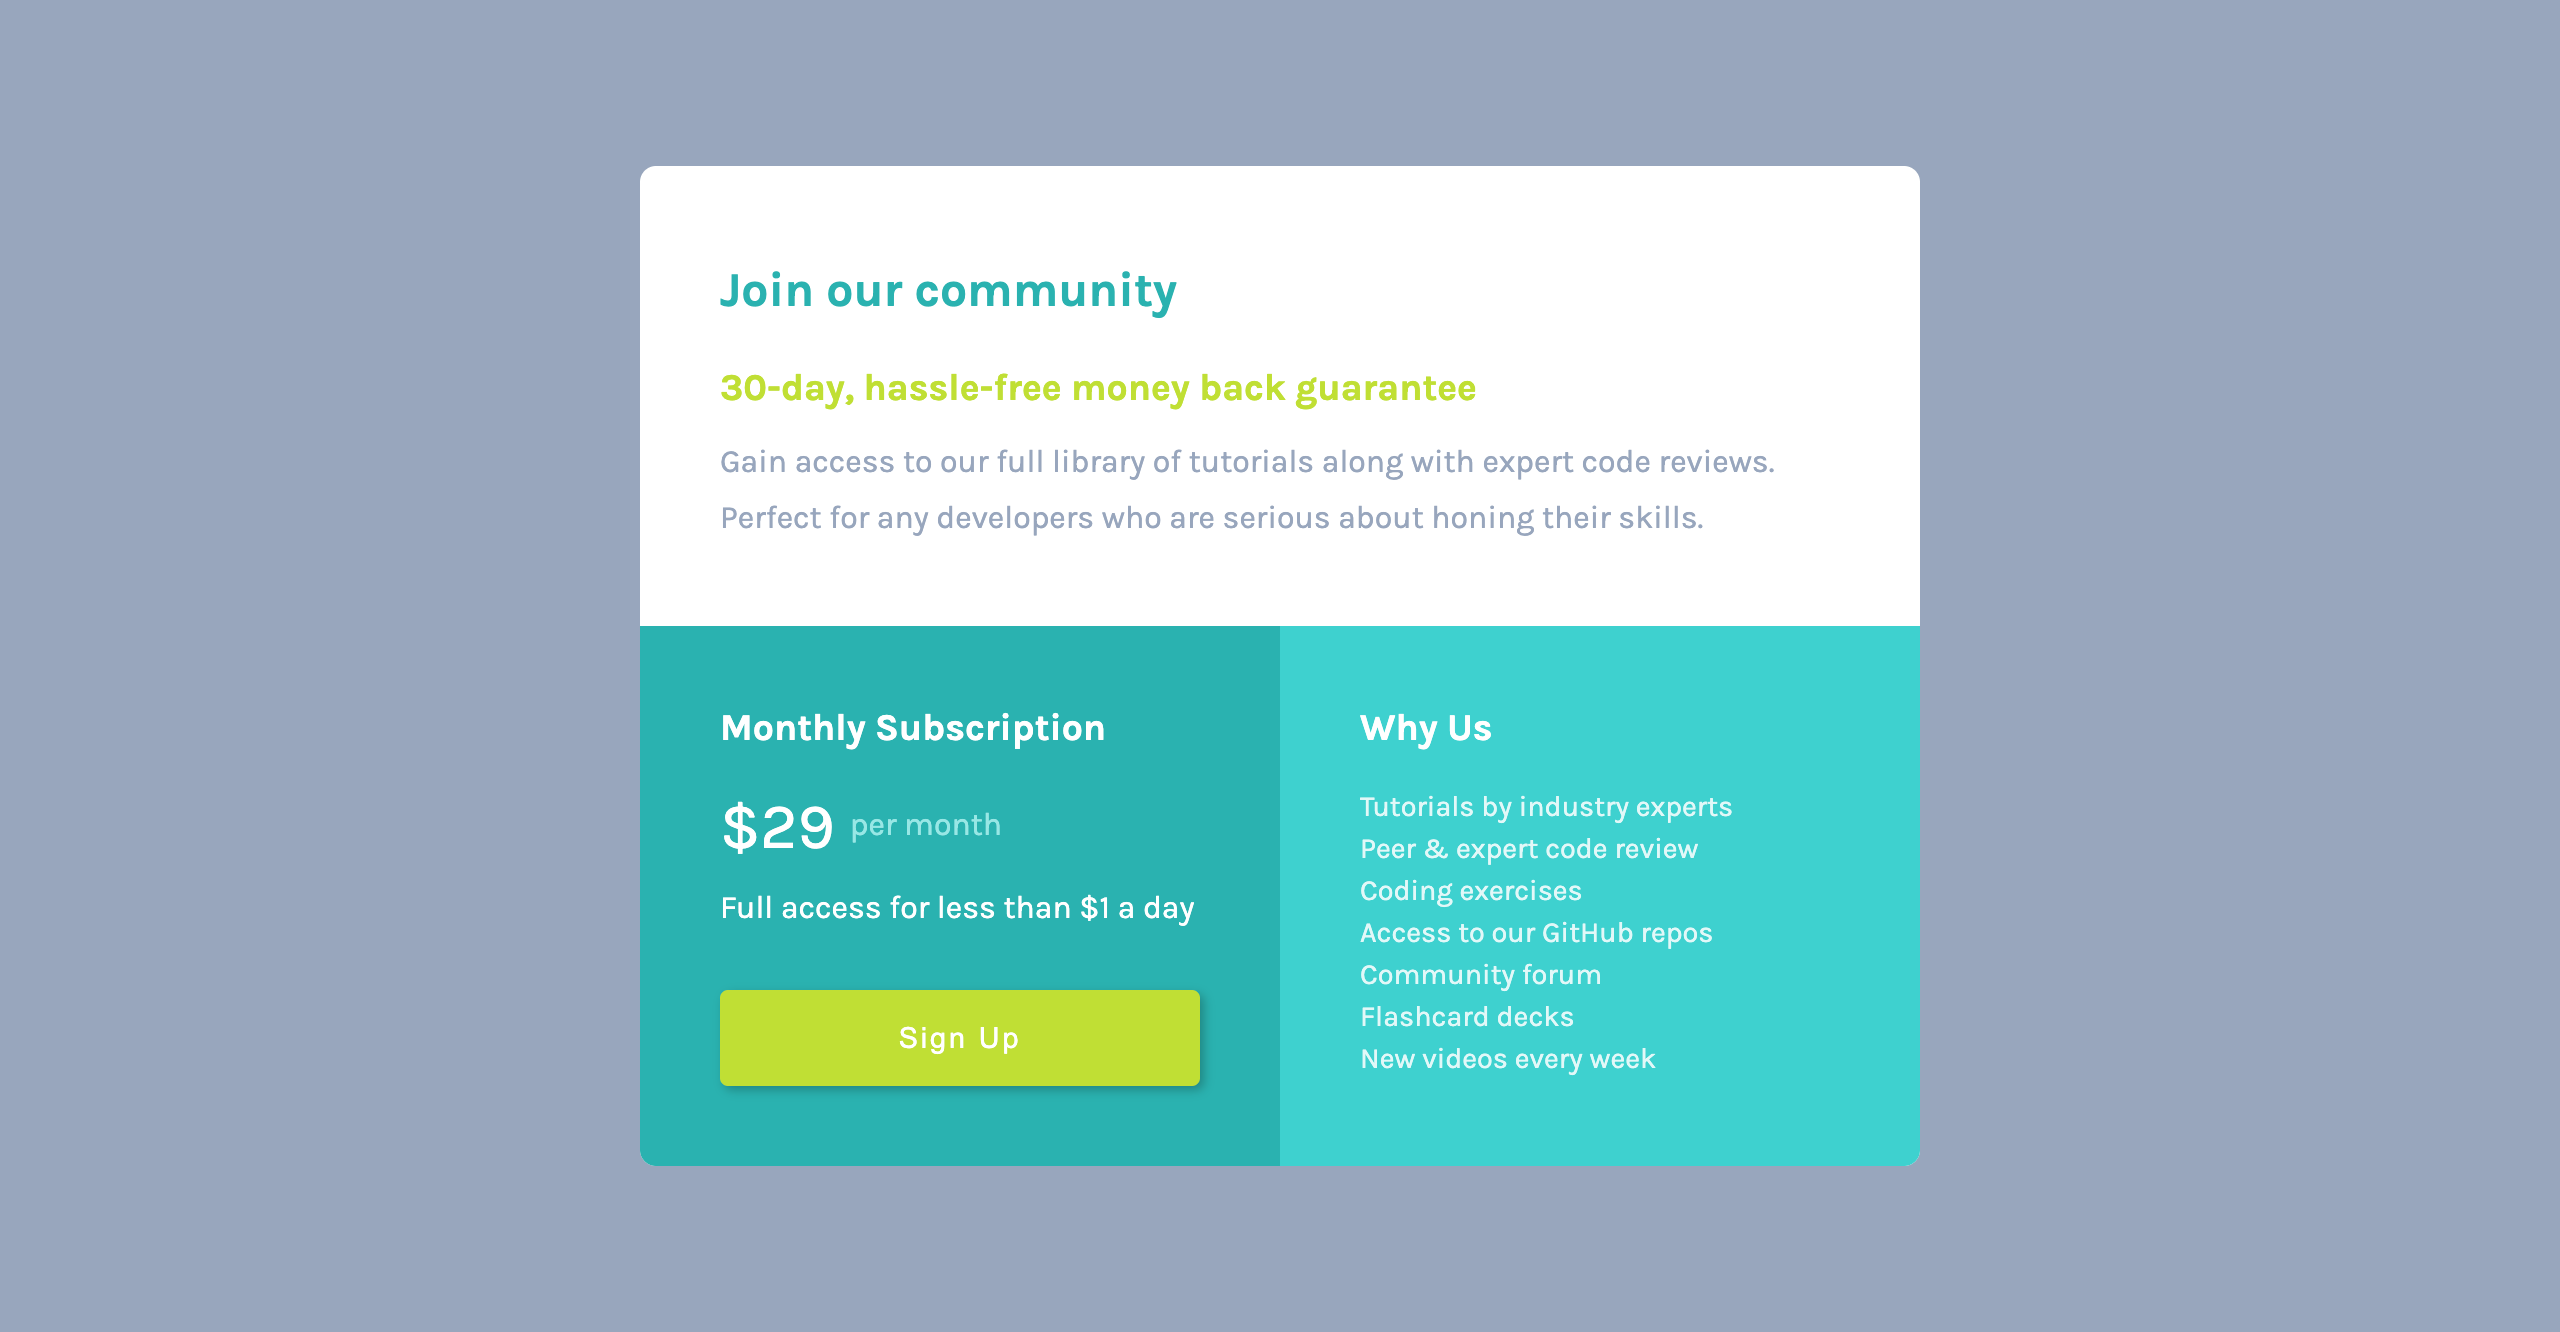 Join our community
30-day, hassle-free money back guarantee
Gain access to our full library of tutorials along with expert code reviews.
Perfect for any developers who are serious about honing their skills.
Monthly Subscription
$29 per month
Full access for less than $1 a day
Sign Up
Why Us
Tutorials by industry experts
Peer & expert code review
Coding exercises
Access to our GitHub repos
Community forum
Flashcard decks
New videos every week